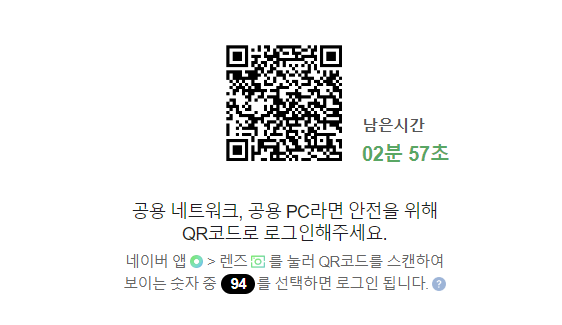 남은시간
02분 57초
공용 네트워크, 공용 PC라면 안전을 위해
QR코드로 로그인해주세요.
네이버 앱 > 렌즈 를 눌러 QR코드를 스캔하여
보이는 숫자 중 94 를 선택하면 로그인 됩니다. ?